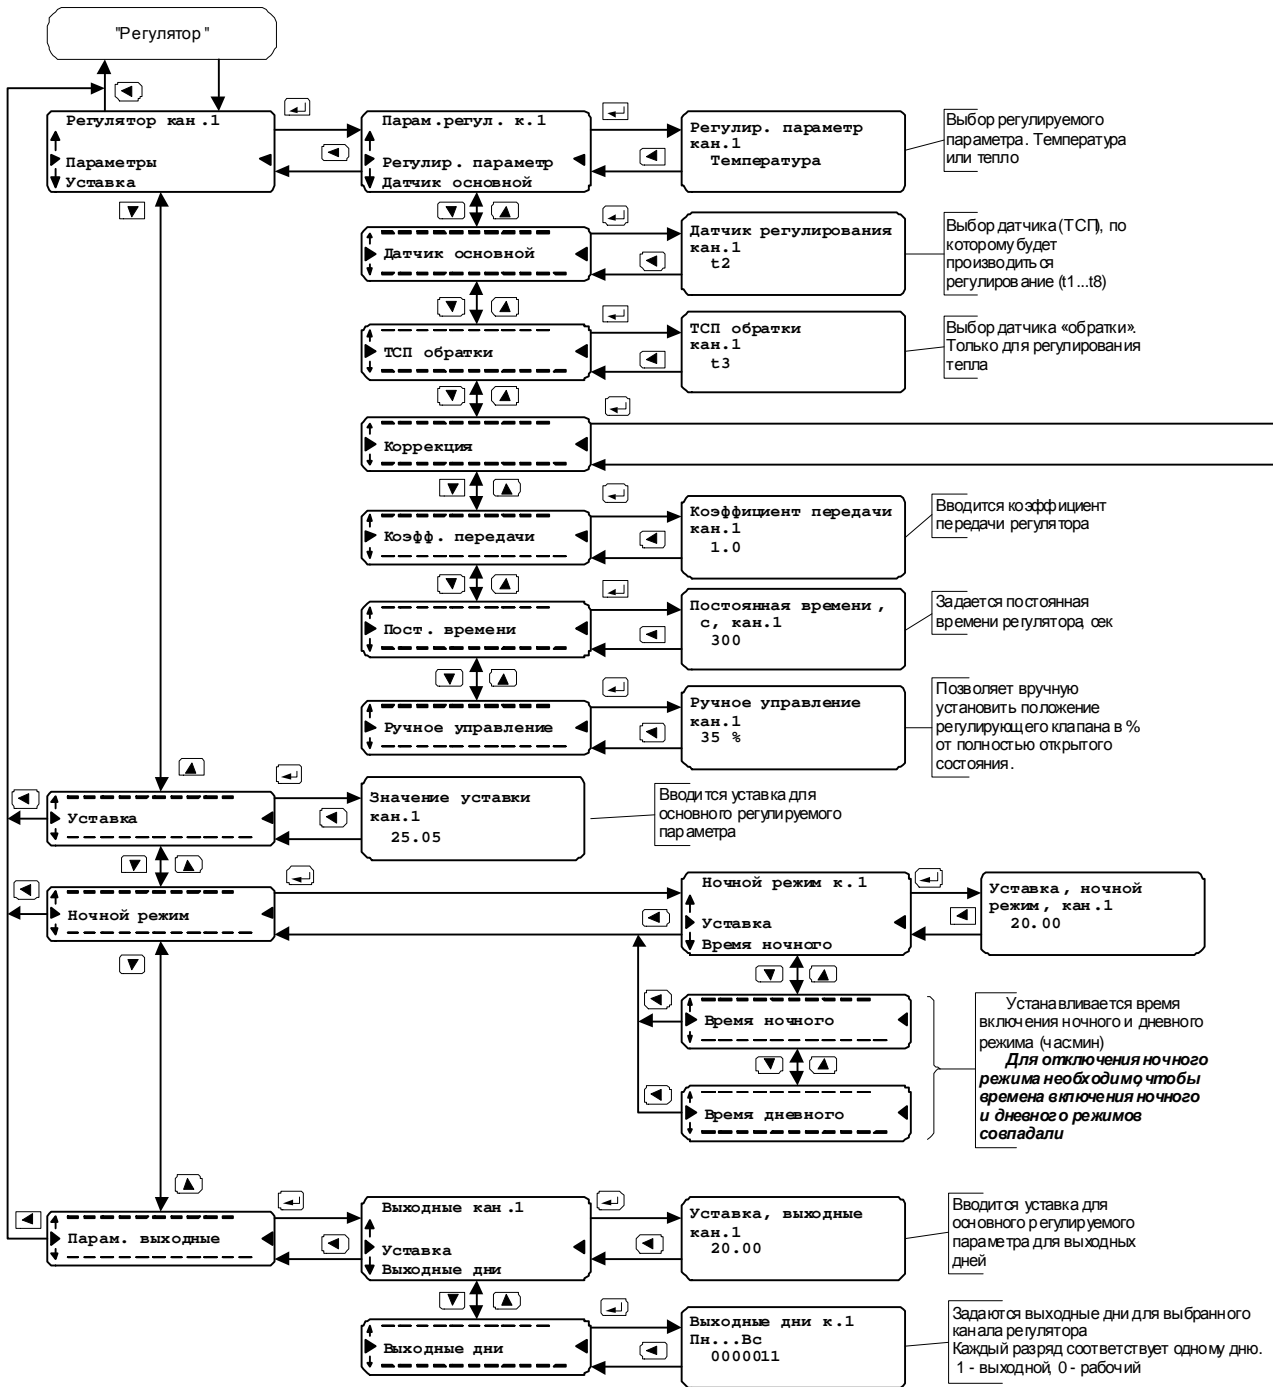 "Регулятор"
Регулятор кан.1
Параметры
Уставка
Парам.регул. к.1
Регулир. параметр
Датчик основной
Регулир. параметр
кан.1
Температура
Выбор регулируемого
параметра. Температура
или тепло
Датчик основной
Датчик регулирования
кан.1
t2
Выбор датчика (ТСП), по
которому будет
производиться
регулирование (t1...t8)
ТСП обратки
ТСП обратки
кан.1
t3
Выбор датчика «обратки».
Только для регулирования
тепла
Коррекция
Коэфф. передачи
Коэффициент передачи
кан.1
1.0
Вводится коэффициент
передачи регулятора
Пост. времени
Постоянная времени,
с, кан.1
300
Задается постоянная
времени регулятора, сек
Ручное управление
Ручное управление
кан.1
35 %
Позволяет вручную
установить положение
регулирующего клапана в %
от полностью открытого
состояния.
Уставка
Значение уставки
кан.1
25.05
Вводится уставка для
основного регулируемого
параметра
Ночной режим
Ночной режим к.1
Уставка
Время ночного
Уставка, ночной
режим, кан.1
20.00
Время ночного
Время дневного
Устанавливается время
включения ночного и дневного
режима (час:мин)
Для отключения ночного
режима необходимо, чтобы
времена включения ночного
и дневного режимов
совпадали
Парам. выходные
Выходные кан.1
Уставка
Выходные дни
Уставка, выходные
кан.1
20.00
Вводится уставка для
основного регулируемого
параметра для выходных
дней
Выходные дни
Выходные дни к.1
Пн...Вс
0000011
Задаются выходные дни для выбранного
канала регулятора
Каждый разряд соответствует одному дню.
1 - выходной, 0 - рабочий